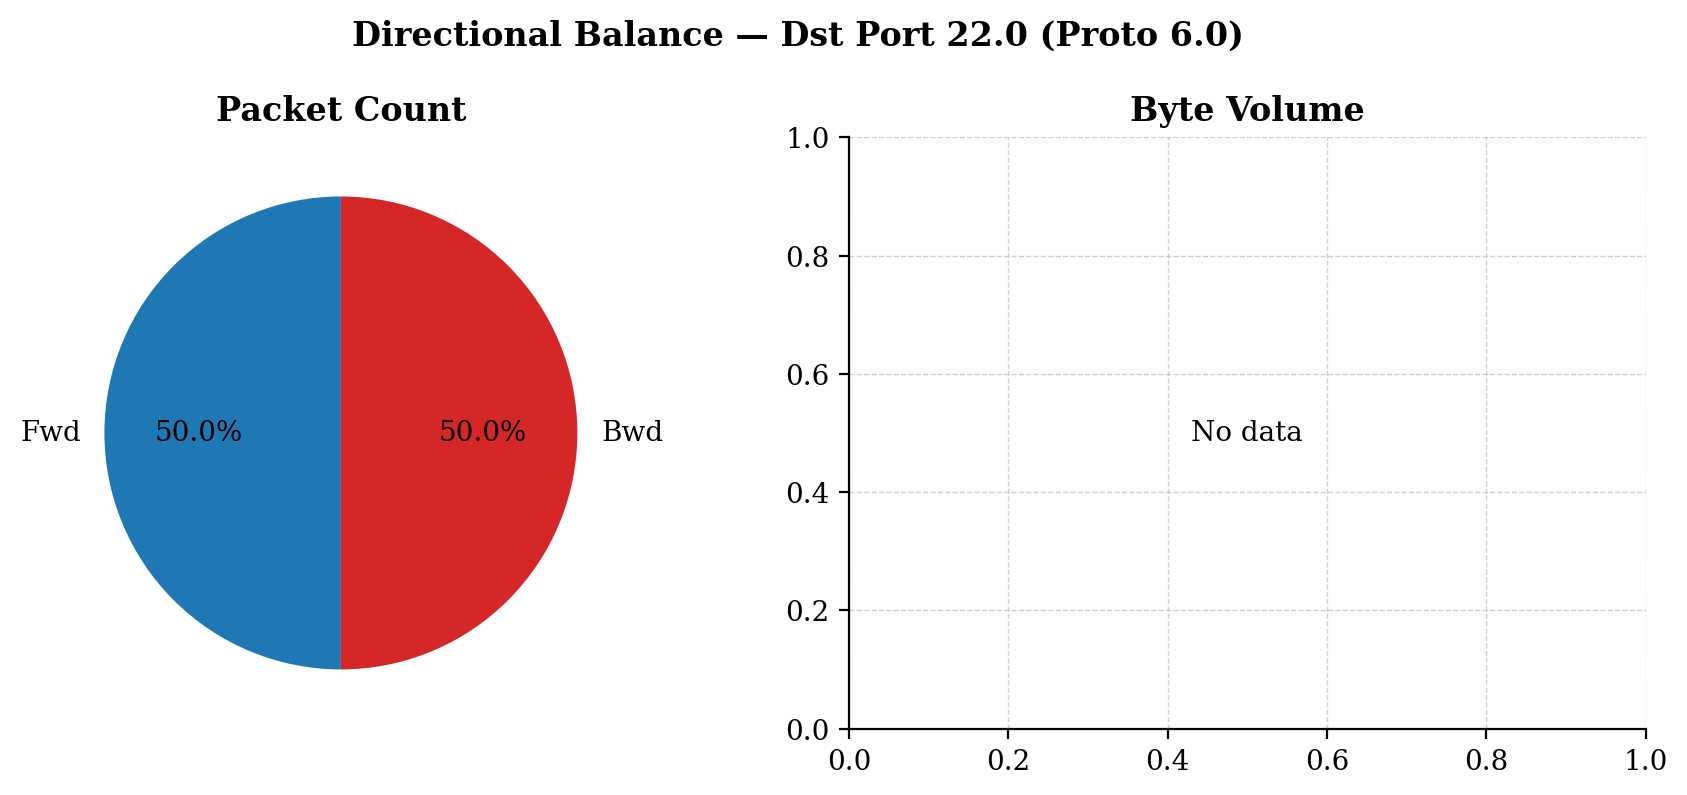 Directional Balance — Dst Port 22.0 (Proto 6.0)
Packet Count
Fwd
50.0%
50.0%
Bwd
Byte Volume
1.0
0.8
0.6
0.4
0.2
0.0
No data
0.0 0.2 0.4 0.6 0.8 1.0